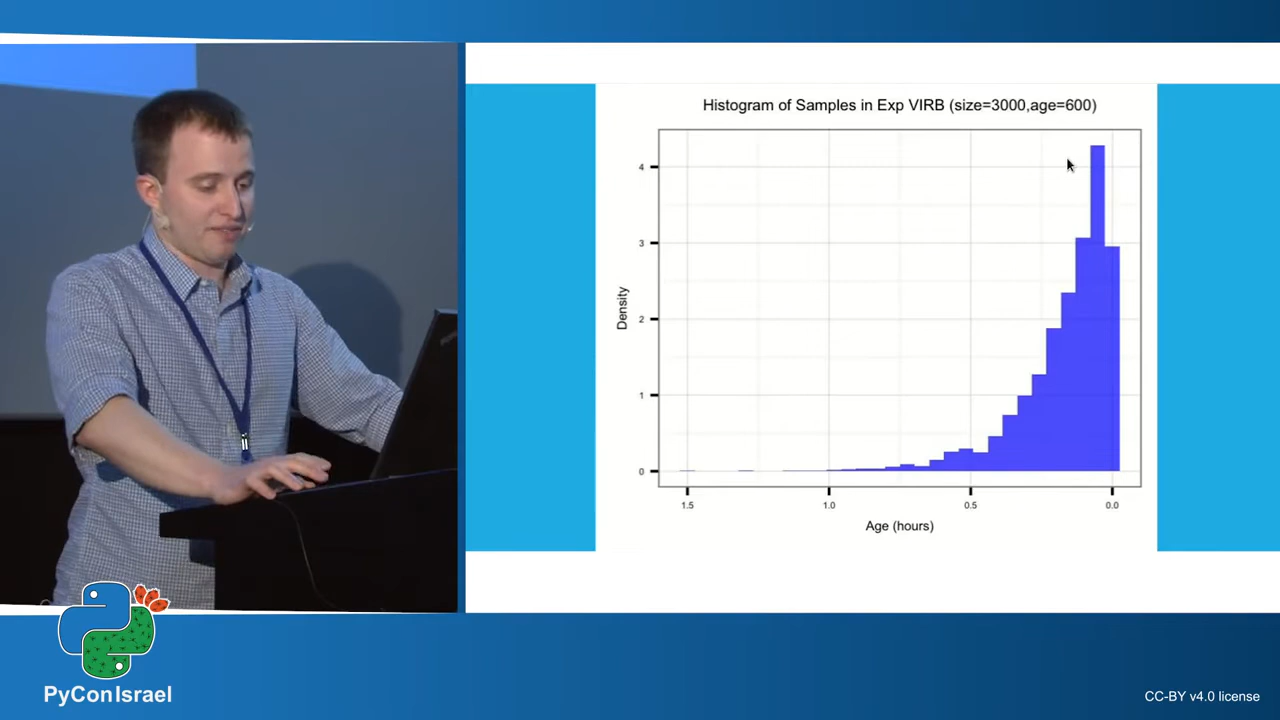 Histogram of Samples in Exp VIRB (size=3000,age=600)
4
3
2
1
0
Density
1.5 1.0 0.5 0.0
Age (hours)
PyConIsrael
CC-BY v4.0 license